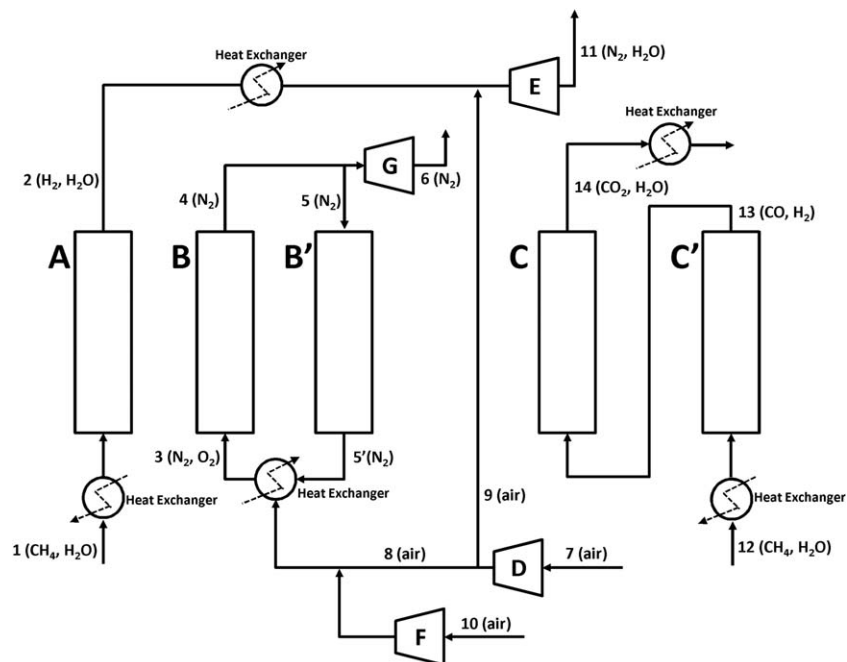 Heat Exchanger
11 (N₂, H₂O)
E
Heat Exchanger
G
2 (H₂, H₂O)
4 (N₂)
5 (N₂)
6 (N₂)
14 (CO₂, H₂O)
13 (CO, H₂)
A
B
B'
C
C'
3 (N₂, O₂)
5'(N₂)
Heat Exchanger
Heat Exchanger
Heat Exchanger
9 (air)
1 (CH₄, H₂O)
8 (air)
D
7 (air)
12 (CH₄, H₂O)
F
10 (air)